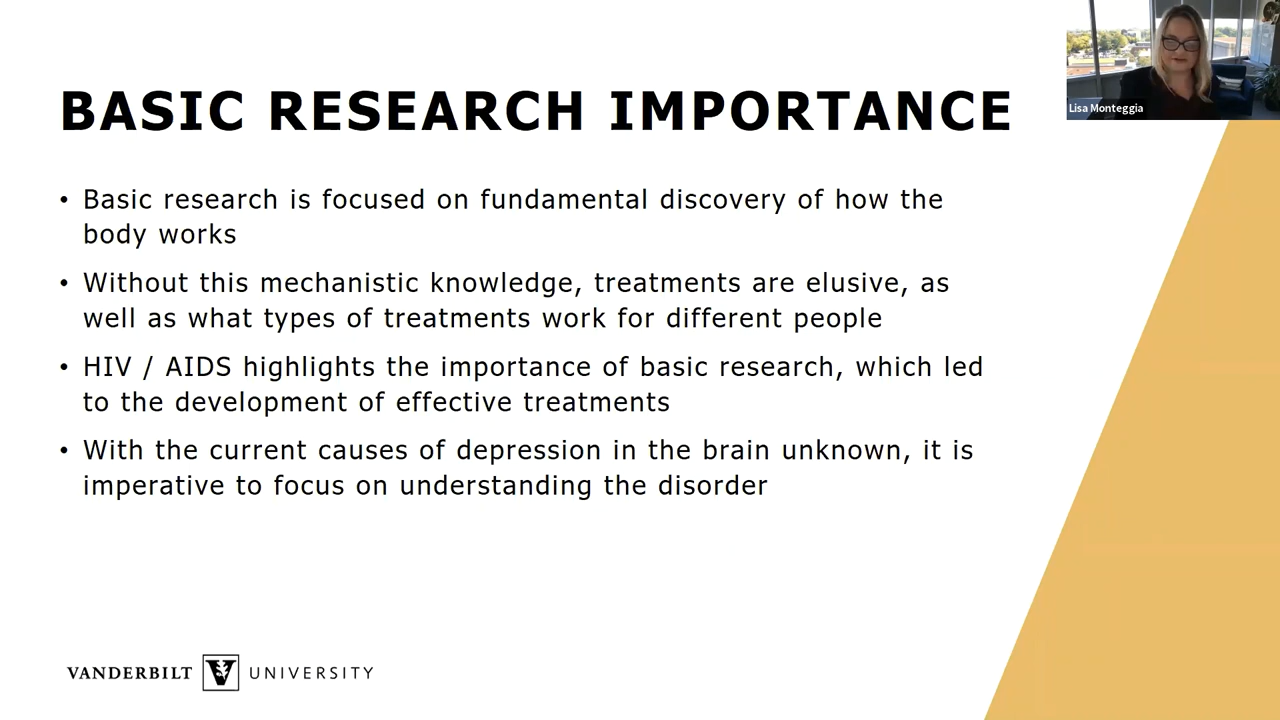 BASIC RESEARCH IMPORTANCE
Lisa Monteggia
• Basic research is focused on fundamental discovery of how the
body works
• Without this mechanistic knowledge, treatments are elusive, as
well as what types of treatments work for different people
• HIV / AIDS highlights the importance of basic research, which led
to the development of effective treatments
• With the current causes of depression in the brain unknown, it is
imperative to focus on understanding the disorder
VANDERBILT V UNIVERSITY